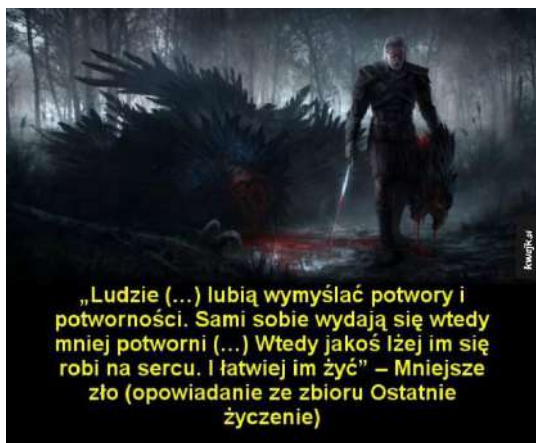 kwejk.pl
„Ludzie (...) lubią wymyślać potwory i
potworności. Sami sobie wydają się wtedy
mniej potworni (...) Wtedy jakoś lżej im się
robi na sercu. I łatwiej im żyć” – Mniejsze
zło (opowiadanie ze zbioru Ostatnie
życzenie)